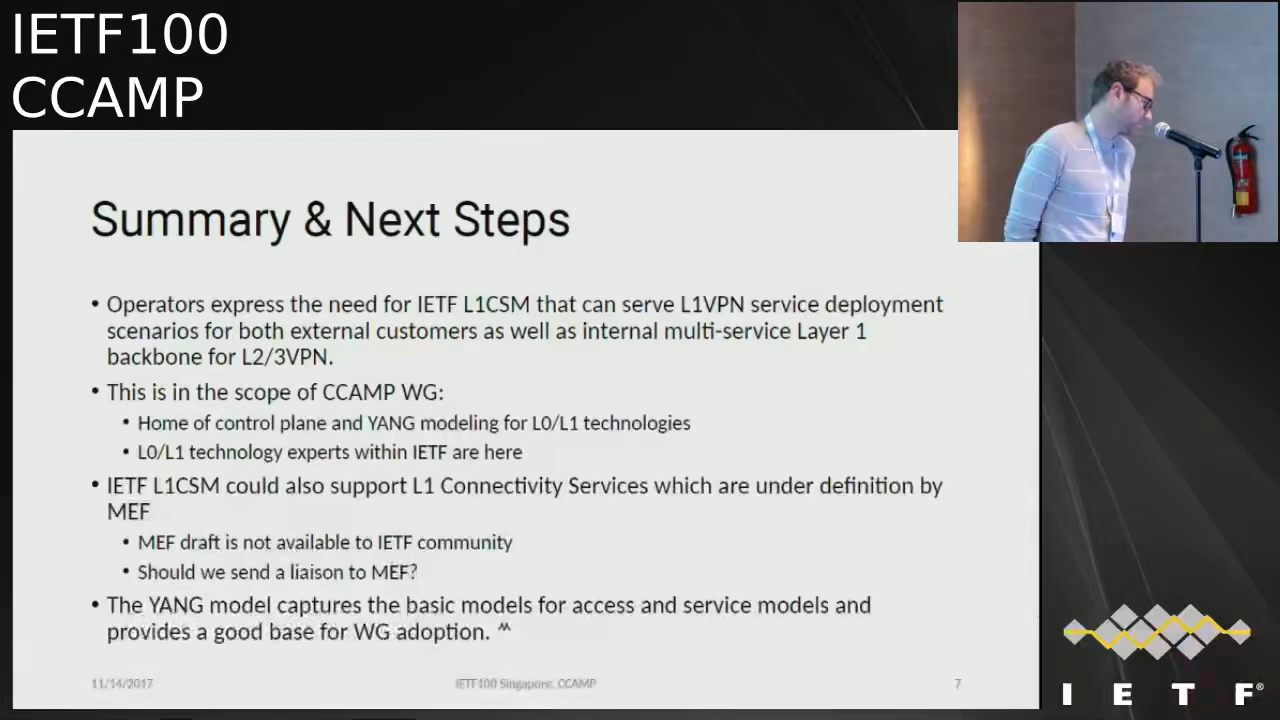 IETF100
CCAMP
Summary & Next Steps
• Operators express the need for IETF L1CSM that can serve L1VPN service deployment
scenarios for both external customers as well as internal multi-service Layer 1
backbone for L2/3VPN.
• This is in the scope of CCAMP WG:
• Home of control plane and YANG modeling for L0/L1 technologies
• L0/L1 technology experts within IETF are here
• IETF L1CSM could also support L1 Connectivity Services which are under definition by
MEF
• MEF draft is not available to IETF community
• Should we send a liaison to MEF?
• The YANG model captures the basic models for access and service models and
provides a good base for WG adoption. ^^
11/14/2017
IETF100 Singapore, CCAMP
7
I E T F®